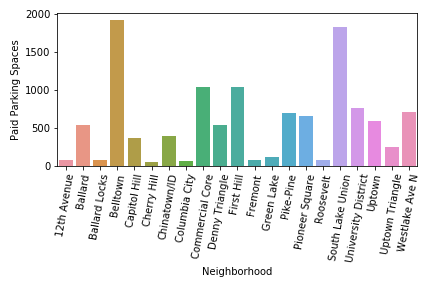 Paid Parking Spaces
2000
1500
1000
500
0
12th Avenue
Ballard
Ballard Locks
Belltown
Capitol Hill
Cherry Hill
Chinatown/ID
Columbia City
Commercial Core
Denny Triangle
First Hill
Fremont
Green Lake
Pike-Pine
Pioneer Square
Roosevelt
South Lake Union
University District
Uptown
Uptown Triangle
Westlake Ave N
Neighborhood